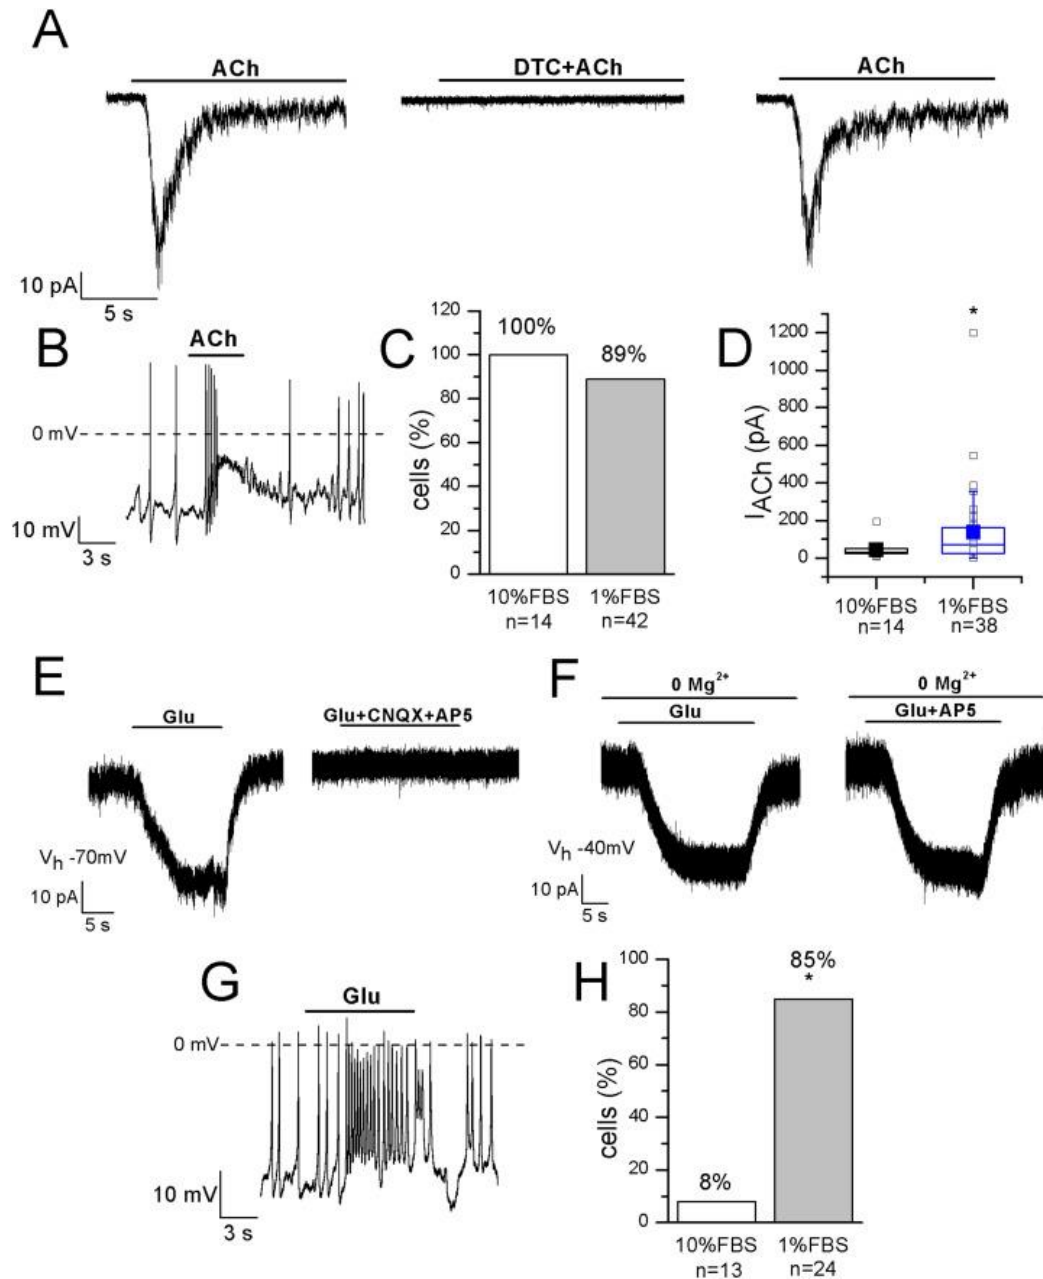 A
ACh
DTC+ACh
ACh
10 pA
5 s
B
ACh
0 mV
10 mV
3 s
C
cells (%)
120
100
80
60
40
20
0
100%
89%
10%FBS
n=14
1%FBS
n=42
D
IACh (pA)
1200
1000
800
600
400
200
0
*
10%FBS
n=14
1%FBS
n=38
E
Glu
Glu+CNQX+AP5
Vh -70mV
10 pA
5 s
F
0 Mg2+
Glu
0 Mg2+
Glu+AP5
Vh -40mV
10 pA
5 s
G
Glu
0 mV
10 mV
3 s
H
cells (%)
100
80
60
40
20
0
8%
85%
*
10%FBS
n=13
1%FBS
n=24